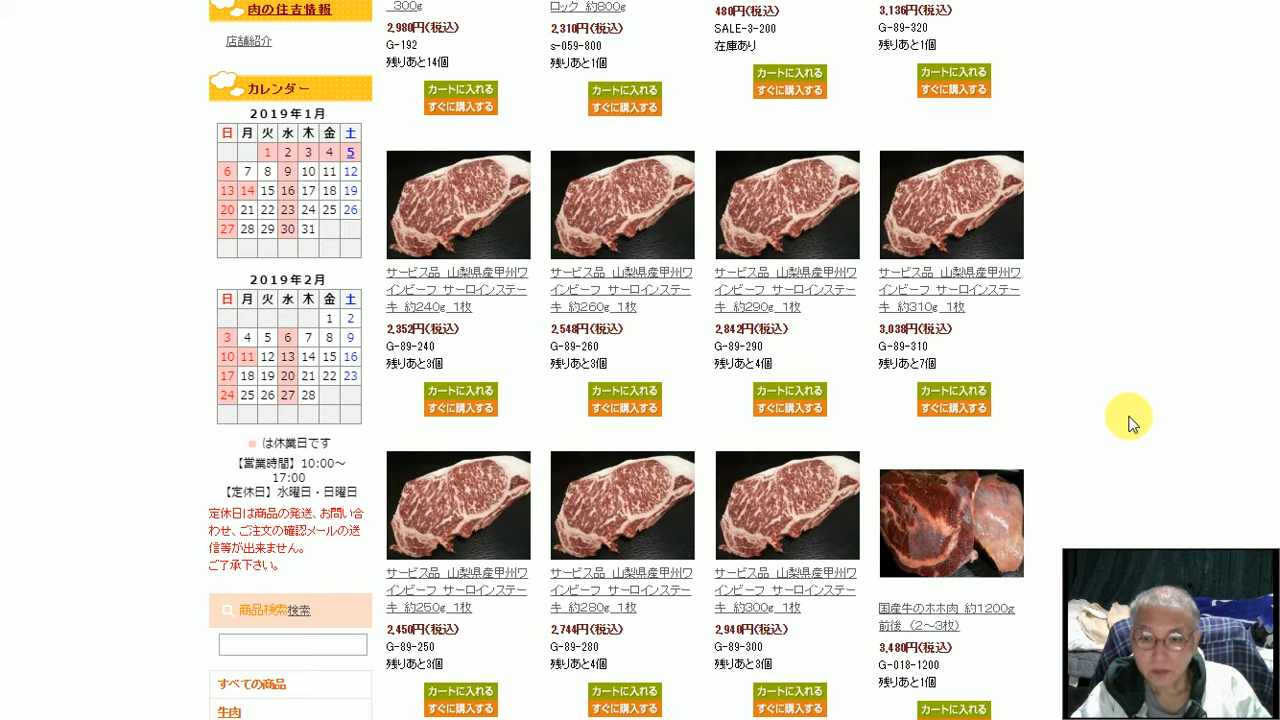 肉の住吉情報
店舗紹介
カレンダー
2019年1月
日 月 火 水 木 金 土
1 2 3 4 5
6 7 8 9 10 11 12
13 14 15 16 17 18 19
20 21 22 23 24 25 26
27 28 29 30 31
2019年2月
日 月 火 水 木 金 土
1 2
3 4 5 6 7 8 9
10 11 12 13 14 15 16
17 18 19 20 21 22 23
24 25 26 27 28
は休業日です
【営業時間】10:00～
17:00
【定休日】水曜日・日曜日
定休日は商品の発送、お問い合
わせ、ご注文の確認メールの送
信等が出来ません。
ご了承下さい。
商品検索検索
すべての商品
牛肉
300g
2,980円(税込)
G-192
残りあと14個
カートに入れる
すぐに購入する
ロック 約800g
2,310円(税込)
s-059-800
残りあと1個
カートに入れる
すぐに購入する
480円(税込)
SALE-3-200
在庫あり
カートに入れる
すぐに購入する
3,136円(税込)
G-89-320
残りあと1個
カートに入れる
すぐに購入する
サービス品 山梨県産甲州ワ
インビーフ サーロインステー
キ 約240g 1枚
2,352円(税込)
G-89-240
残りあと3個
カートに入れる
すぐに購入する
サービス品 山梨県産甲州ワ
インビーフ サーロインステー
キ 約260g 1枚
2,548円(税込)
G-89-260
残りあと3個
カートに入れる
すぐに購入する
サービス品 山梨県産甲州ワ
インビーフ サーロインステー
キ 約290g 1枚
2,842円(税込)
G-89-290
残りあと4個
カートに入れる
すぐに購入する
サービス品 山梨県産甲州ワ
インビーフ サーロインステー
キ 約310g 1枚
3,038円(税込)
G-89-310
残りあと7個
カートに入れる
すぐに購入する
サービス品 山梨県産甲州ワ
インビーフ サーロインステー
キ 約250g 1枚
2,450円(税込)
G-89-250
残りあと3個
カートに入れる
すぐに購入する
サービス品 山梨県産甲州ワ
インビーフ サーロインステー
キ 約280g 1枚
2,744円(税込)
G-89-280
残りあと4個
カートに入れる
すぐに購入する
サービス品 山梨県産甲州ワ
インビーフ サーロインステー
キ 約300g 1枚
2,940円(税込)
G-89-300
残りあと3個
カートに入れる
すぐに購入する
国産牛のホホ肉 約1200g
前後 (2～3枚)
3,480円(税込)
G-018-1200
残りあと1個
カートに入れる